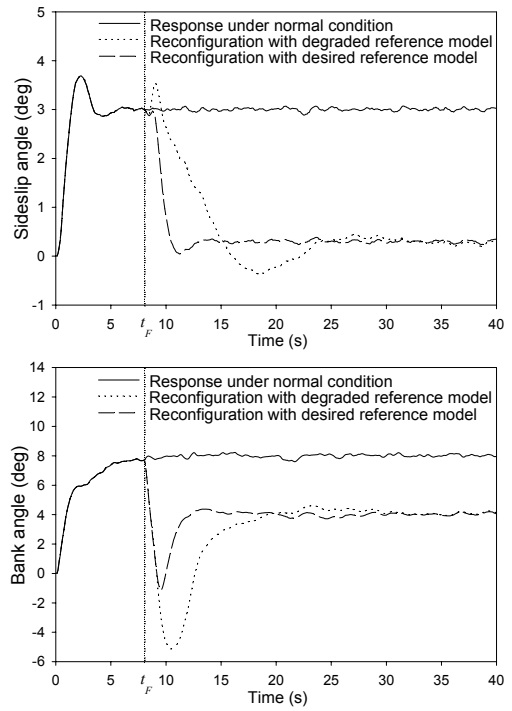 5
4
3
2
1
0
-1
Sideslip angle (deg)
Response under normal condition
Reconfiguration with degraded reference model
Reconfiguration with desired reference model
0 5 t_F 10 15 20 25 30 35 40
Time (s)
14
12
10
8
6
4
2
0
-2
-4
-6
Bank angle (deg)
Response under normal condition
Reconfiguration with degraded reference model
Reconfiguration with desired reference model
0 5 t_F 10 15 20 25 30 35 40
Time (s)